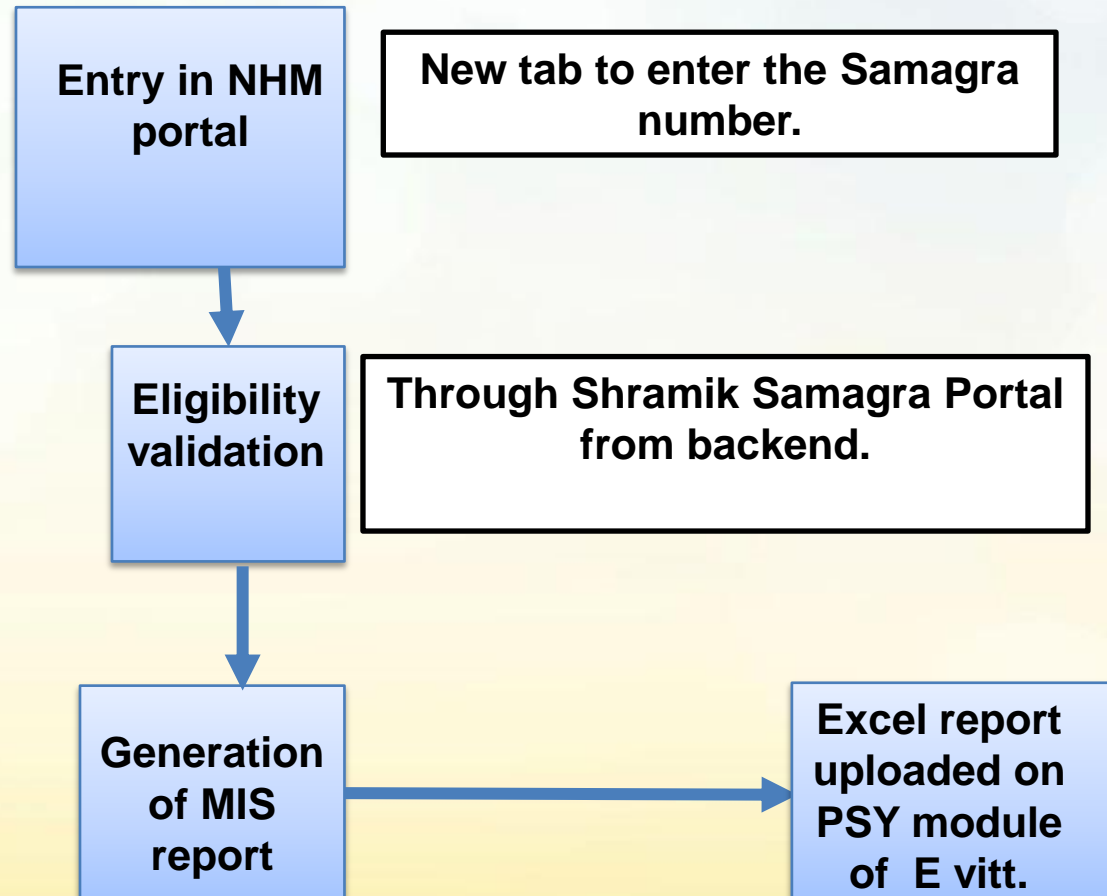 Entry in NHM
portal
New tab to enter the Samagra
number.
Eligibility
validation
Through Shramik Samagra Portal
from backend.
Generation
of MIS
report
Excel report
uploaded on
PSY module
of E vitt.